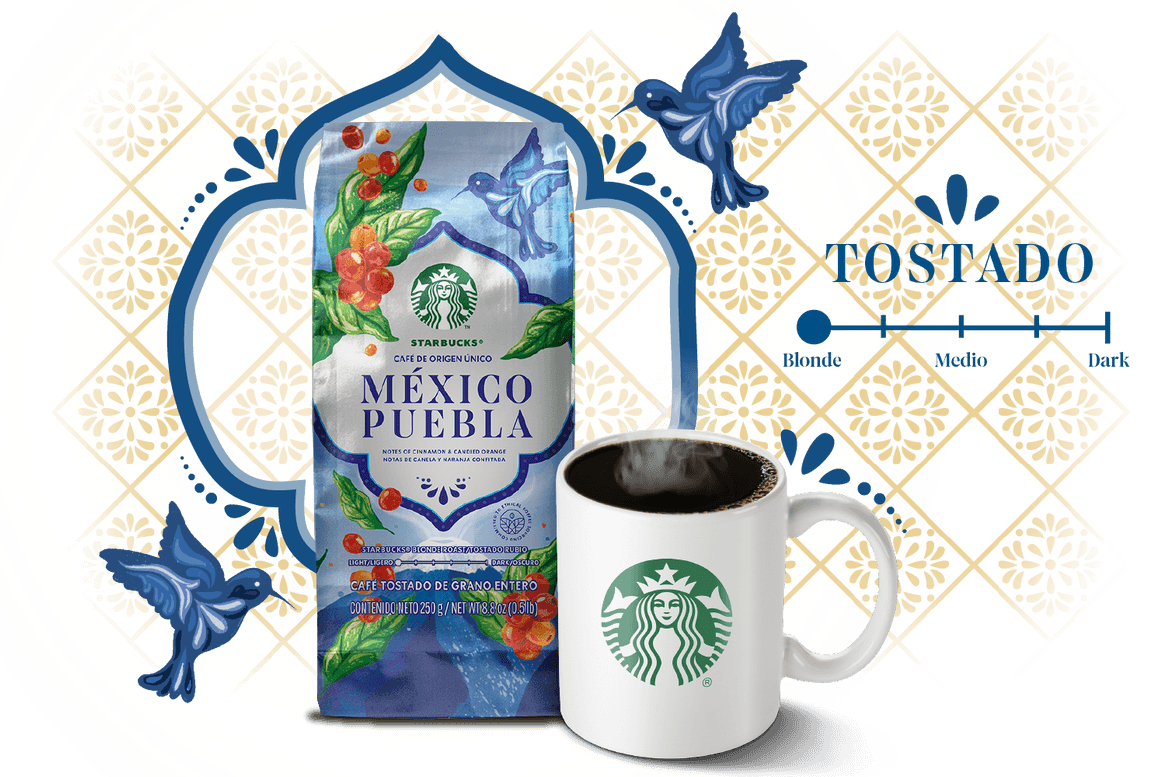 STARBUCKS®
CAFÉ DE ORIGEN ÚNICO
MÉXICO
PUEBLA
NOTES OF CINNAMON & CANDIED ORANGE
NOTAS DE CANELA Y NARANJA CONFITADA
STARBUCKS® BLONDE ROAST/TOSTADO RUBIO
LIGHT/LIGERO DARK/OSCURO
CAFÉ TOSTADO DE GRANO ENTERO
CONTENIDO NETO 250 g / NET WT 8.8 oz (0.5lb)
TOSTADO
Blonde Medio Dark